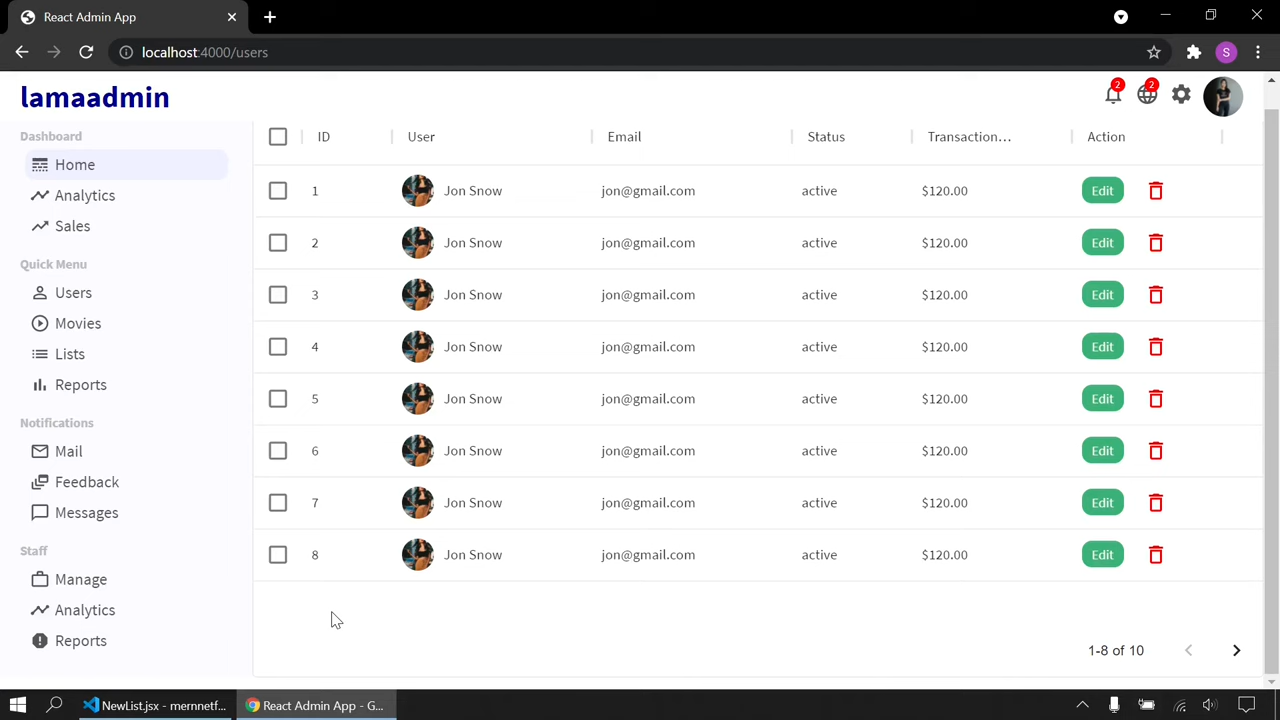 React Admin App
localhost:4000/users
lamaadmin
2
2
Dashboard
Home
Analytics
Sales
Quick Menu
Users
Movies
Lists
Reports
Notifications
Mail
Feedback
Messages
Staff
Manage
Analytics
Reports
ID User Email Status Transaction... Action
1 Jon Snow jon@gmail.com active $120.00 Edit
2 Jon Snow jon@gmail.com active $120.00 Edit
3 Jon Snow jon@gmail.com active $120.00 Edit
4 Jon Snow jon@gmail.com active $120.00 Edit
5 Jon Snow jon@gmail.com active $120.00 Edit
6 Jon Snow jon@gmail.com active $120.00 Edit
7 Jon Snow jon@gmail.com active $120.00 Edit
8 Jon Snow jon@gmail.com active $120.00 Edit
1-8 of 10
S
NewList.jsx - mernnetf...
React Admin App - G...